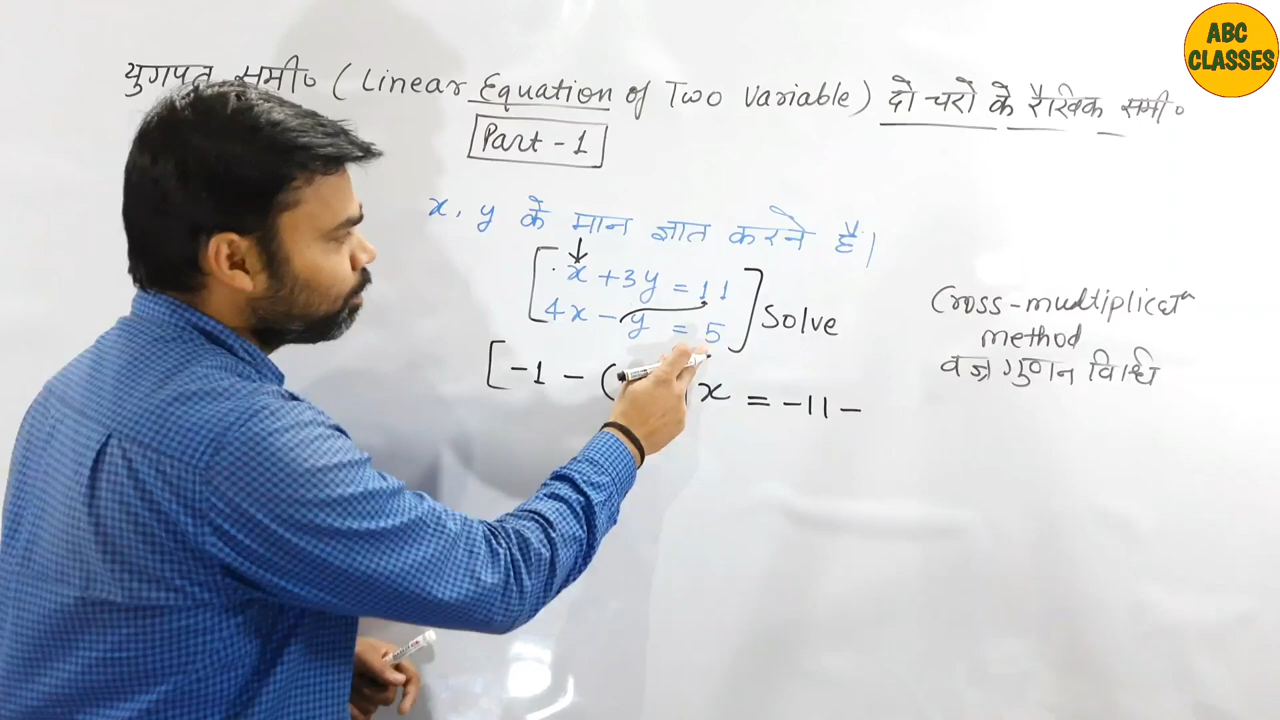 ABC
CLASSES
युगपत समी० (Linear Equation of Two Variable) दो चरो के रैखिक समी०
Part - 1
x, y के मान ज्ञात करने है।
x + 3y = 11
4x - y = 5
Solve
[-1 - ( x = -11 -
Cross-multiplicatn
method
वज्र गुणन विधि